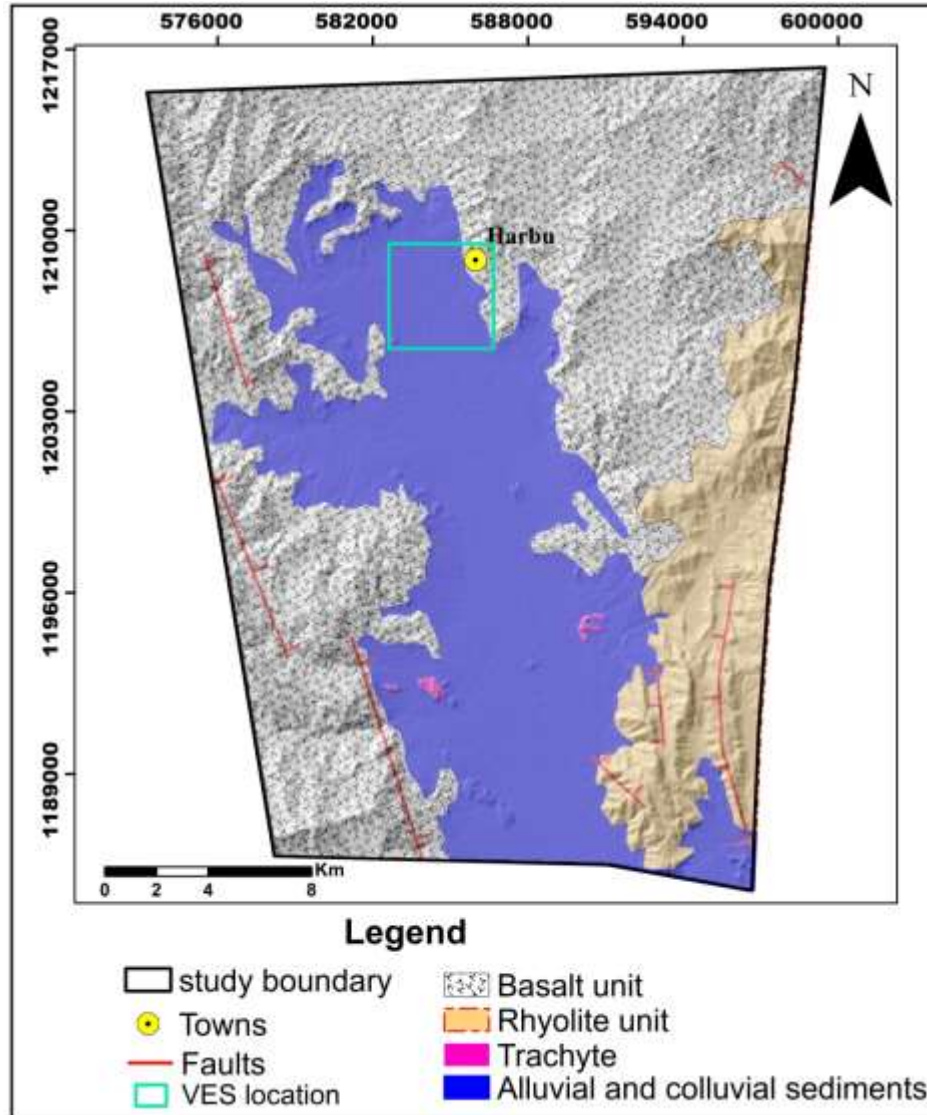 576000 582000 588000 594000 600000
1217000
N
Harbu
1210000
1203000
1196000
1189000
Km
0 2 4 8
Legend
study boundary
Towns
Faults
VES location
Basalt unit
Rhyolite unit
Trachyte
Alluvial and colluvial sediments